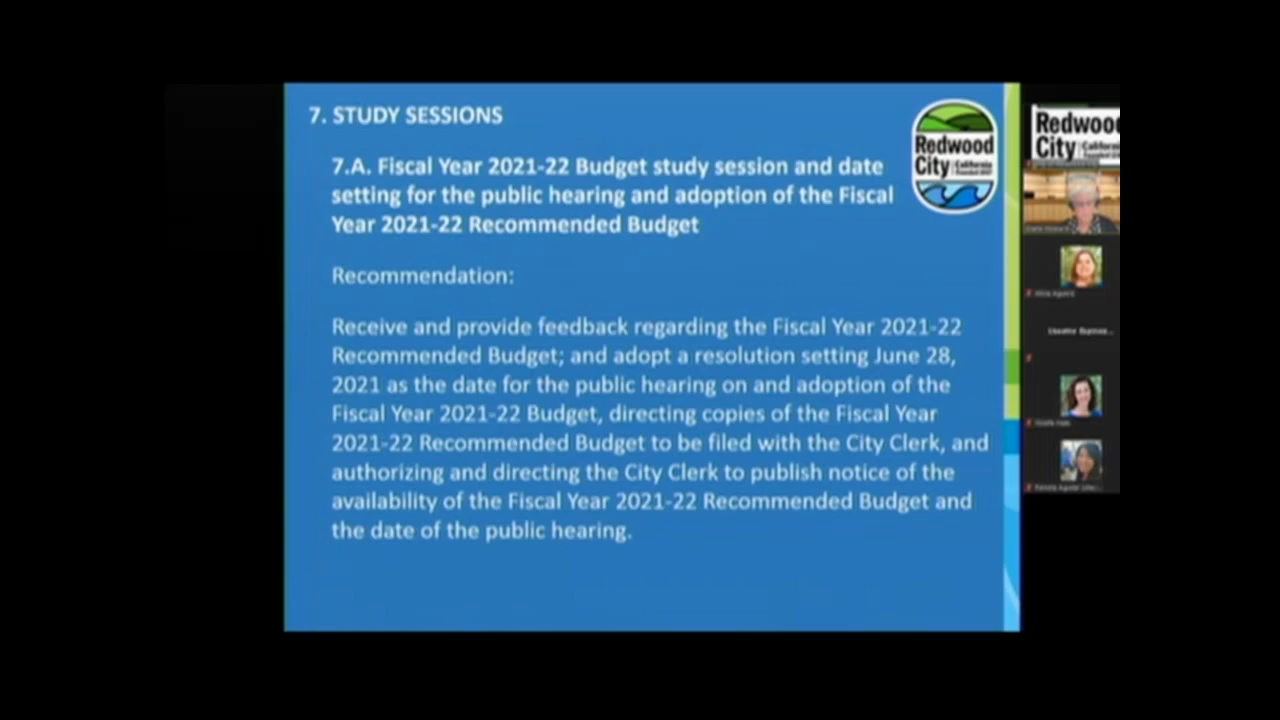 7. STUDY SESSIONS
7.A. Fiscal Year 2021-22 Budget study session and date
setting for the public hearing and adoption of the Fiscal
Year 2021-22 Recommended Budget
Recommendation:
Receive and provide feedback regarding the Fiscal Year 2021-22
Recommended Budget; and adopt a resolution setting June 28,
2021 as the date for the public hearing on and adoption of the
Fiscal Year 2021-22 Budget, directing copies of the Fiscal Year
2021-22 Recommended Budget to be filed with the City Clerk, and
authorizing and directing the City Clerk to publish notice of the
availability of the Fiscal Year 2021-22 Recommended Budget and
the date of the public hearing.
Redwood
City California
Redwood
City California